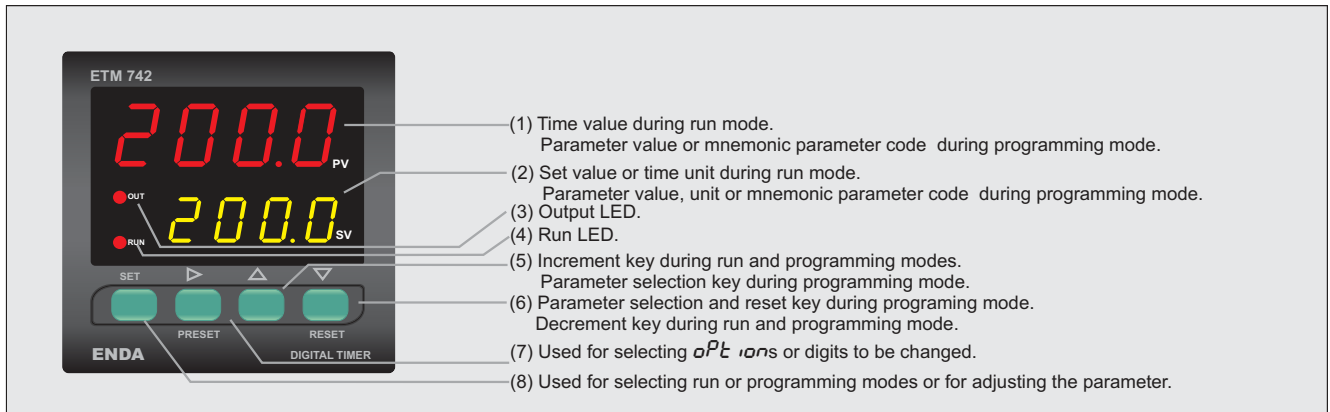 ETM 742
200.0
PV
OUT
200.0
SV
RUN
SET
PRESET
RESET
ENDA
DIGITAL TIMER
(1) Time value during run mode.
Parameter value or mnemonic parameter code during programming mode.
(2) Set value or time unit during run mode.
Parameter value, unit or mnemonic parameter code during programming mode.
(3) Output LED.
(4) Run LED.
(5) Increment key during run and programming modes.
Parameter selection key during programming mode.
(6) Parameter selection and reset key during programing mode.
Decrement key during run and programming mode.
(7) Used for selecting oPtions or digits to be changed.
(8) Used for selecting run or programming modes or for adjusting the parameter.